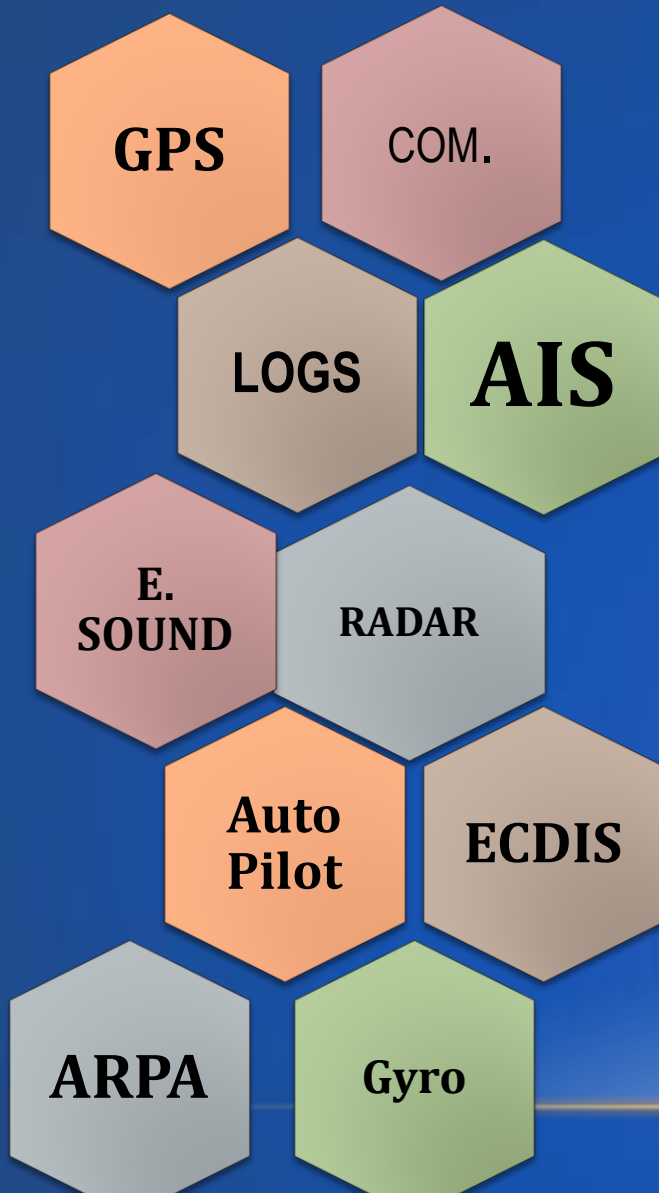 GPS
COM.
LOGS
AIS
E.
SOUND
RADAR
Auto
Pilot
ECDIS
ARPA
Gyro